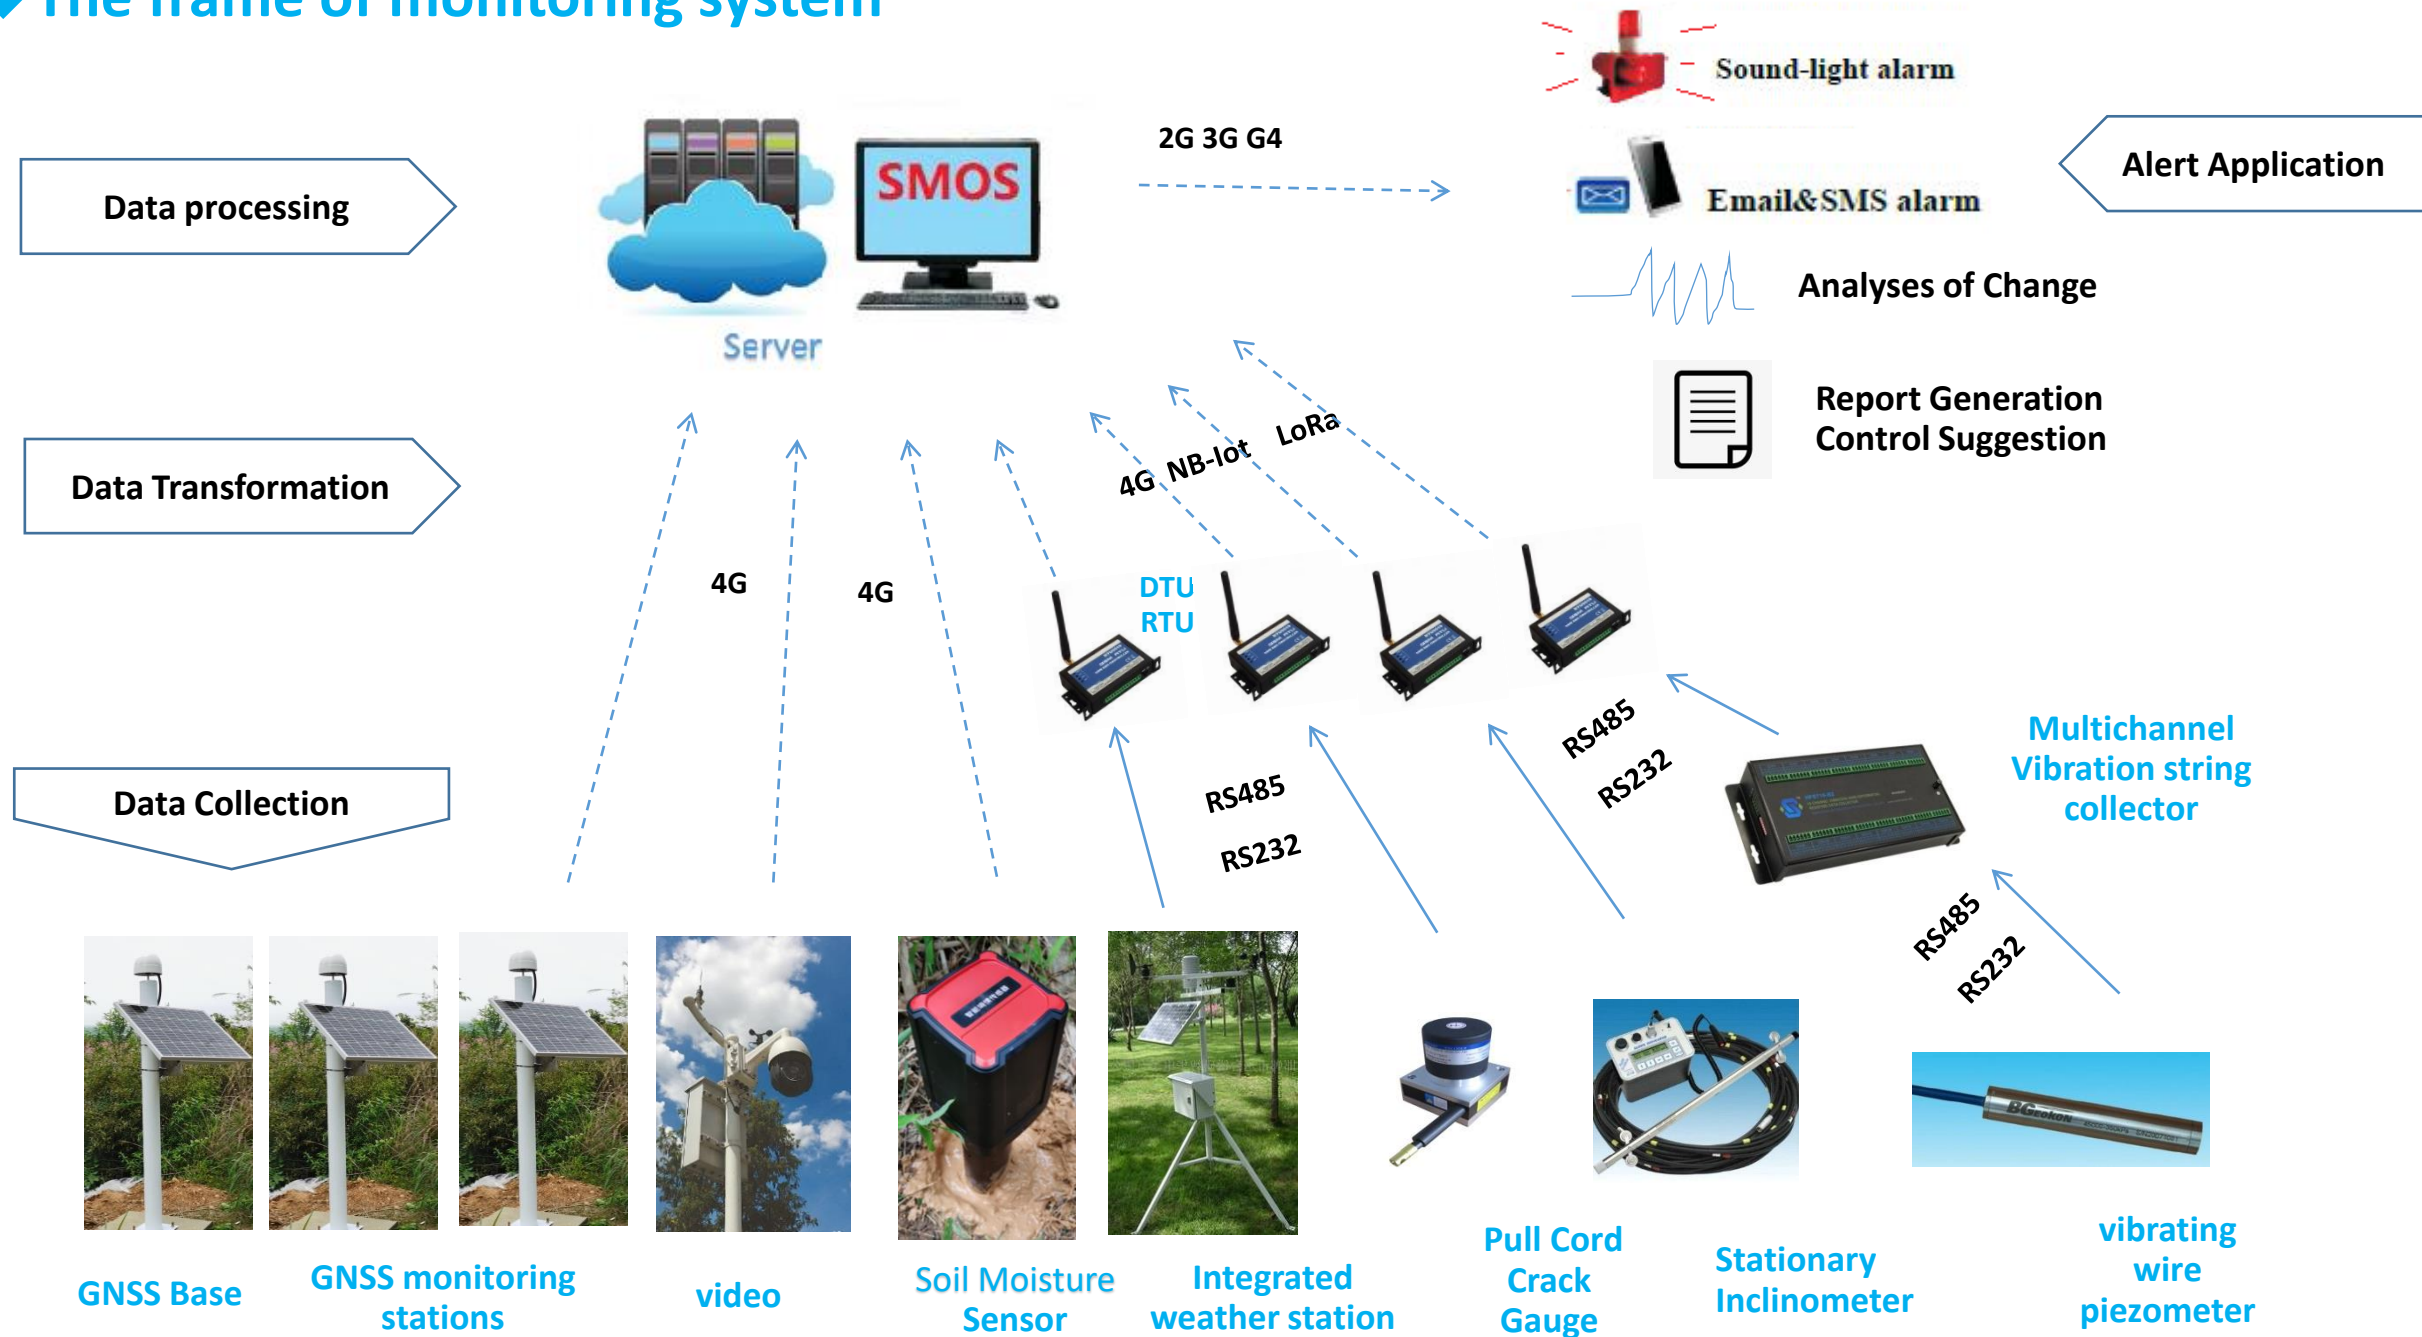 The frame of monitoring system
Sound-light alarm
2G 3G G4
Data processing
SMOS
Email&SMS alarm
Alert Application
Analyses of Change
Server
Report Generation
Control Suggestion
4G NB-Iot LoRa
Data Transformation
4G
4G
DTU
RTU
RS485
RS232
RS485
RS232
Multichannel
Vibration string
collector
Data Collection
RS485
RS232
BGEOKON
GNSS Base
GNSS monitoring
stations
video
Soil Moisture
Sensor
Integrated
weather station
Pull Cord
Crack
Gauge
Stationary
Inclinometer
vibrating
wire
piezometer